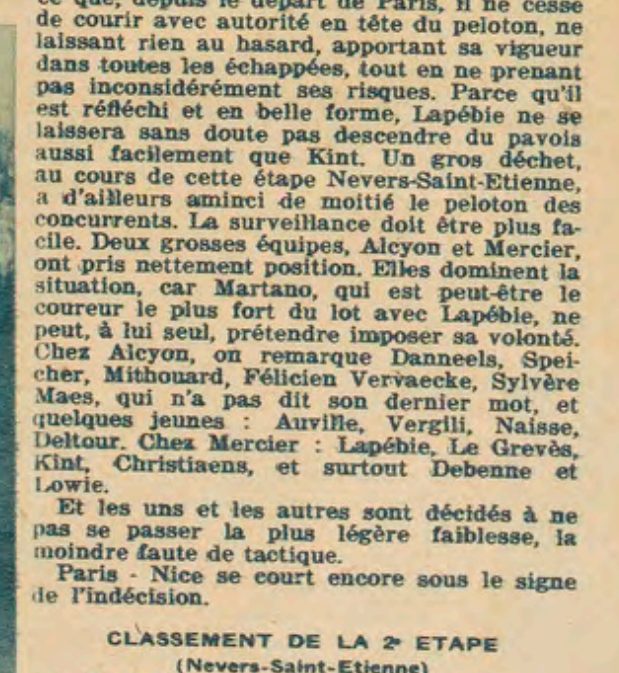 ce que, depuis le départ de Paris, il ne cesse
de courir avec autorité en tête du peloton, ne
laissant rien au hasard, apportant sa vigueur
dans toutes les échappées, tout en ne prenant
pas inconsidérément ses risques. Parce qu'il
est réfléchi et en belle forme, Lapébie ne se
laissera sans doute pas descendre du pavois
aussi facilement que Kint. Un gros déchet,
au cours de cette étape Nevers-Saint-Etienne,
a d'ailleurs aminci de moitié le peloton des
concurrents. La surveillance doit être plus fa-
cile. Deux grosses équipes, Alcyon et Mercier,
ont pris nettement position. Elles dominent la
situation, car Martano, qui est peut-être le
coureur le plus fort du lot avec Lapébie, ne
peut, à lui seul, prétendre imposer sa volonté.
Chez Alcyon, on remarque Danneels, Spei-
cher, Mithouard, Félicien Vervaecke, Sylvère
Maes, qui n'a pas dit son dernier mot, et
quelques jeunes : Auville, Vergili, Naisse,
Deltour. Chez Mercier : Lapébie, Le Grevès,
Kint, Christiaens, et surtout Debenne et
Lowie.
Et les uns et les autres sont décidés à ne
pas se passer la plus légère faiblesse, la
moindre faute de tactique.
Paris - Nice se court encore sous le signe
de l'indécision.
CLASSEMENT DE LA 2e ETAPE
(Nevers-Saint-Etienne)